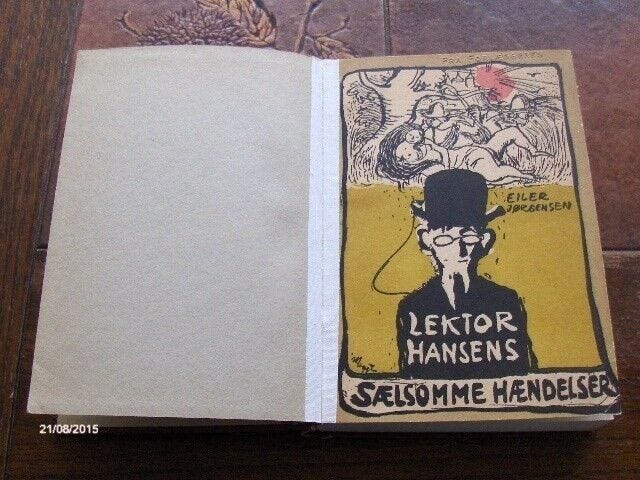 EILER
JØRGENSEN
LEKTOR
HANSENS
SÆLSOMME HÆNDELSER
21/08/2015